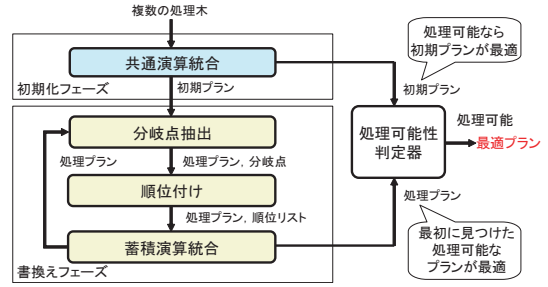 複数の処理木
共通演算統合
初期化フェーズ
初期プラン
初期プラン
処理可能なら
初期プランが最適
分岐点抽出
処理プラン
処理プラン, 分岐点
順位付け
処理プラン, 順位リスト
蓄積演算統合
書換えフェーズ
処理可能性
判定器
処理可能
最適プラン
処理プラン
最初に見つけた
処理可能な
プランが最適